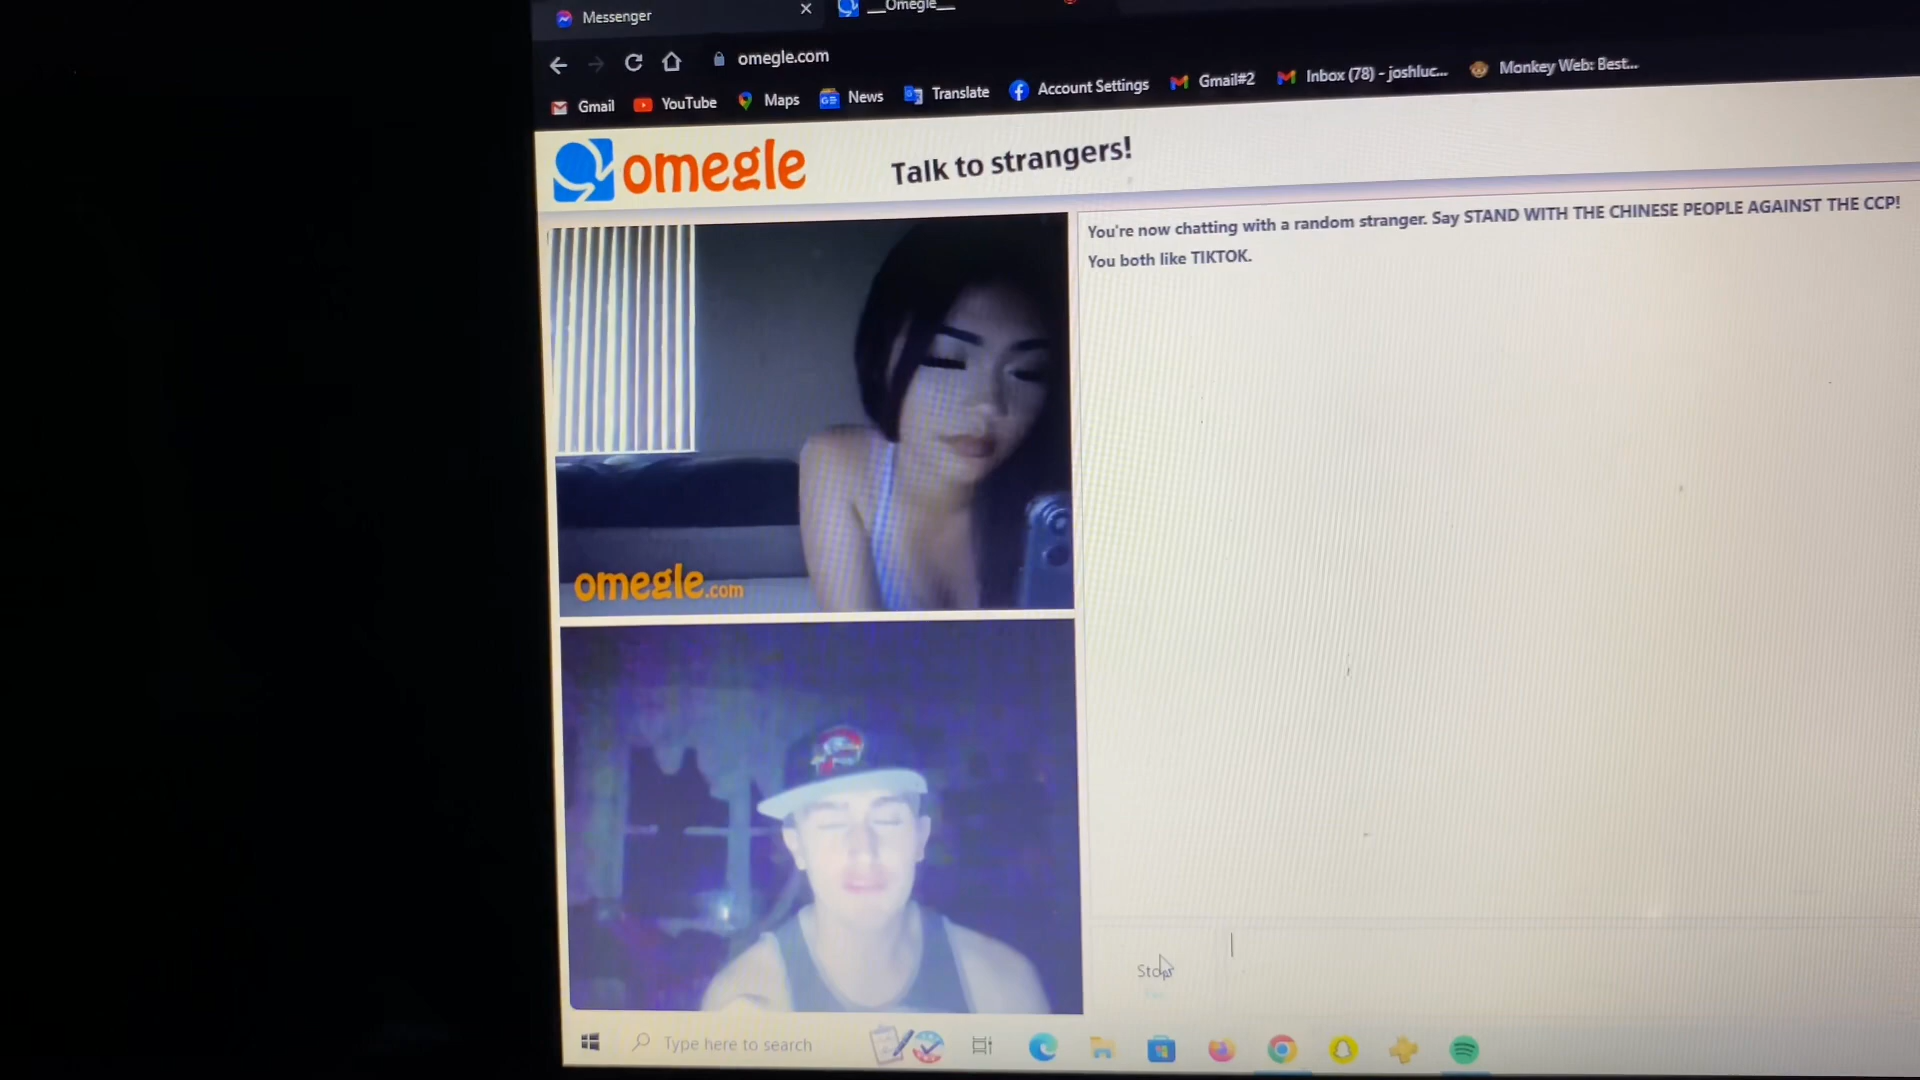 Messenger
__Omegle__
omegle.com
Gmail YouTube Maps News Translate Account Settings Gmail#2 Inbox (78) - joshluc... Monkey Web: Best...
omegle Talk to strangers!
You're now chatting with a random stranger. Say STAND WITH THE CHINESE PEOPLE AGAINST THE CCP!
You both like TIKTOK.
omegle.com
Stop
Type here to search